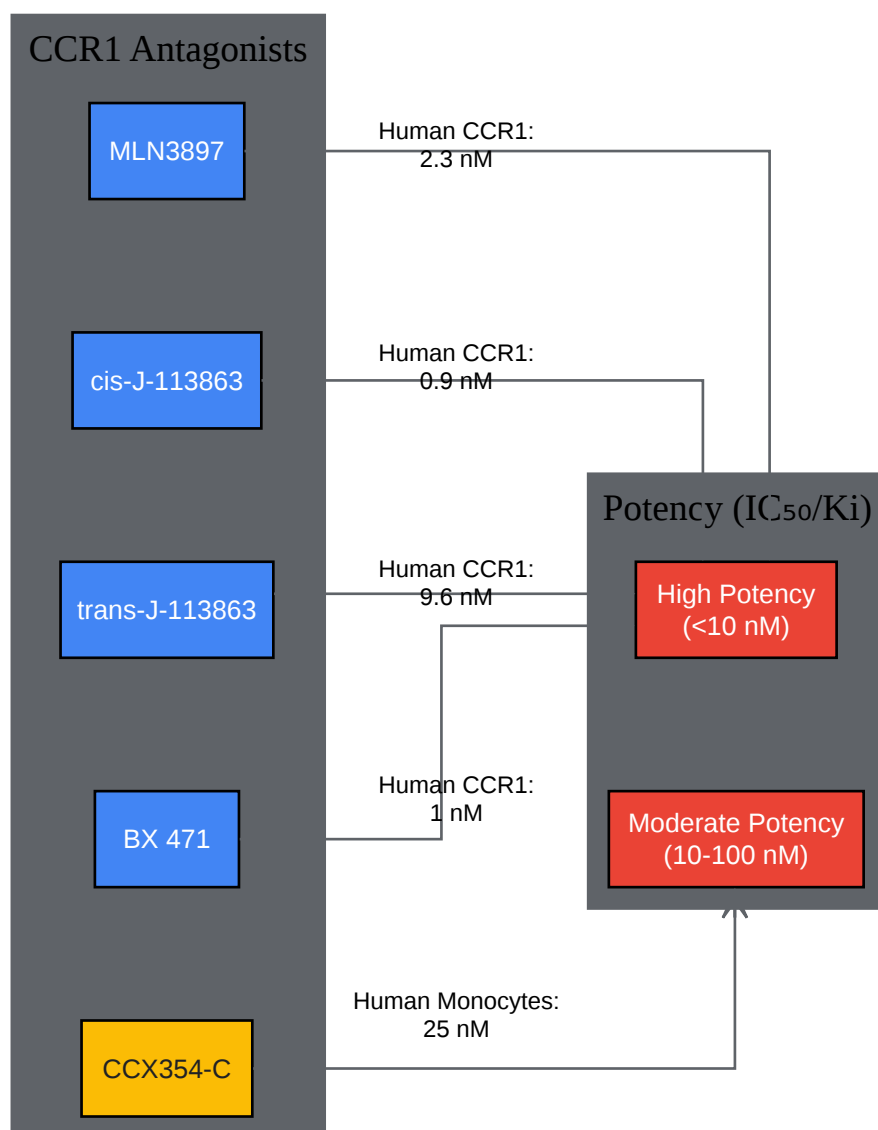 CCR1 Antagonists
MLN3897
Human CCR1:
2.3 nM
cis-J-113863
Human CCR1:
0.9 nM
Potency (IC₅₀/Ki)
trans-J-113863
Human CCR1:
9.6 nM
High Potency
(<10 nM)
BX 471
Human CCR1:
1 nM
Moderate Potency
(10-100 nM)
CCX354-C
Human Monocytes:
25 nM